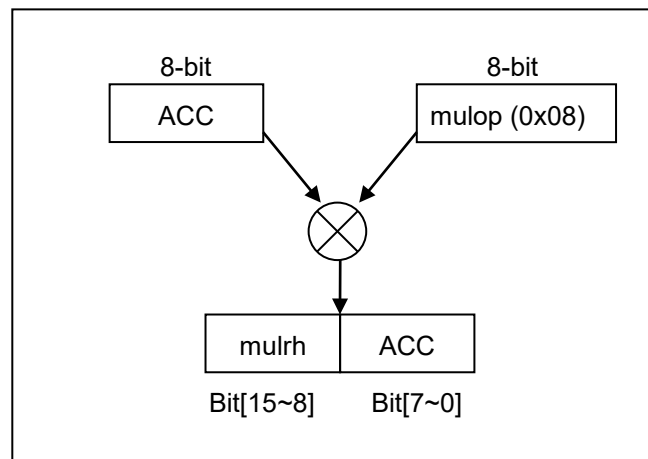 8-bit 8-bit
ACC mulop (0x08)
mulrh ACC
Bit[15~8] Bit[7~0]